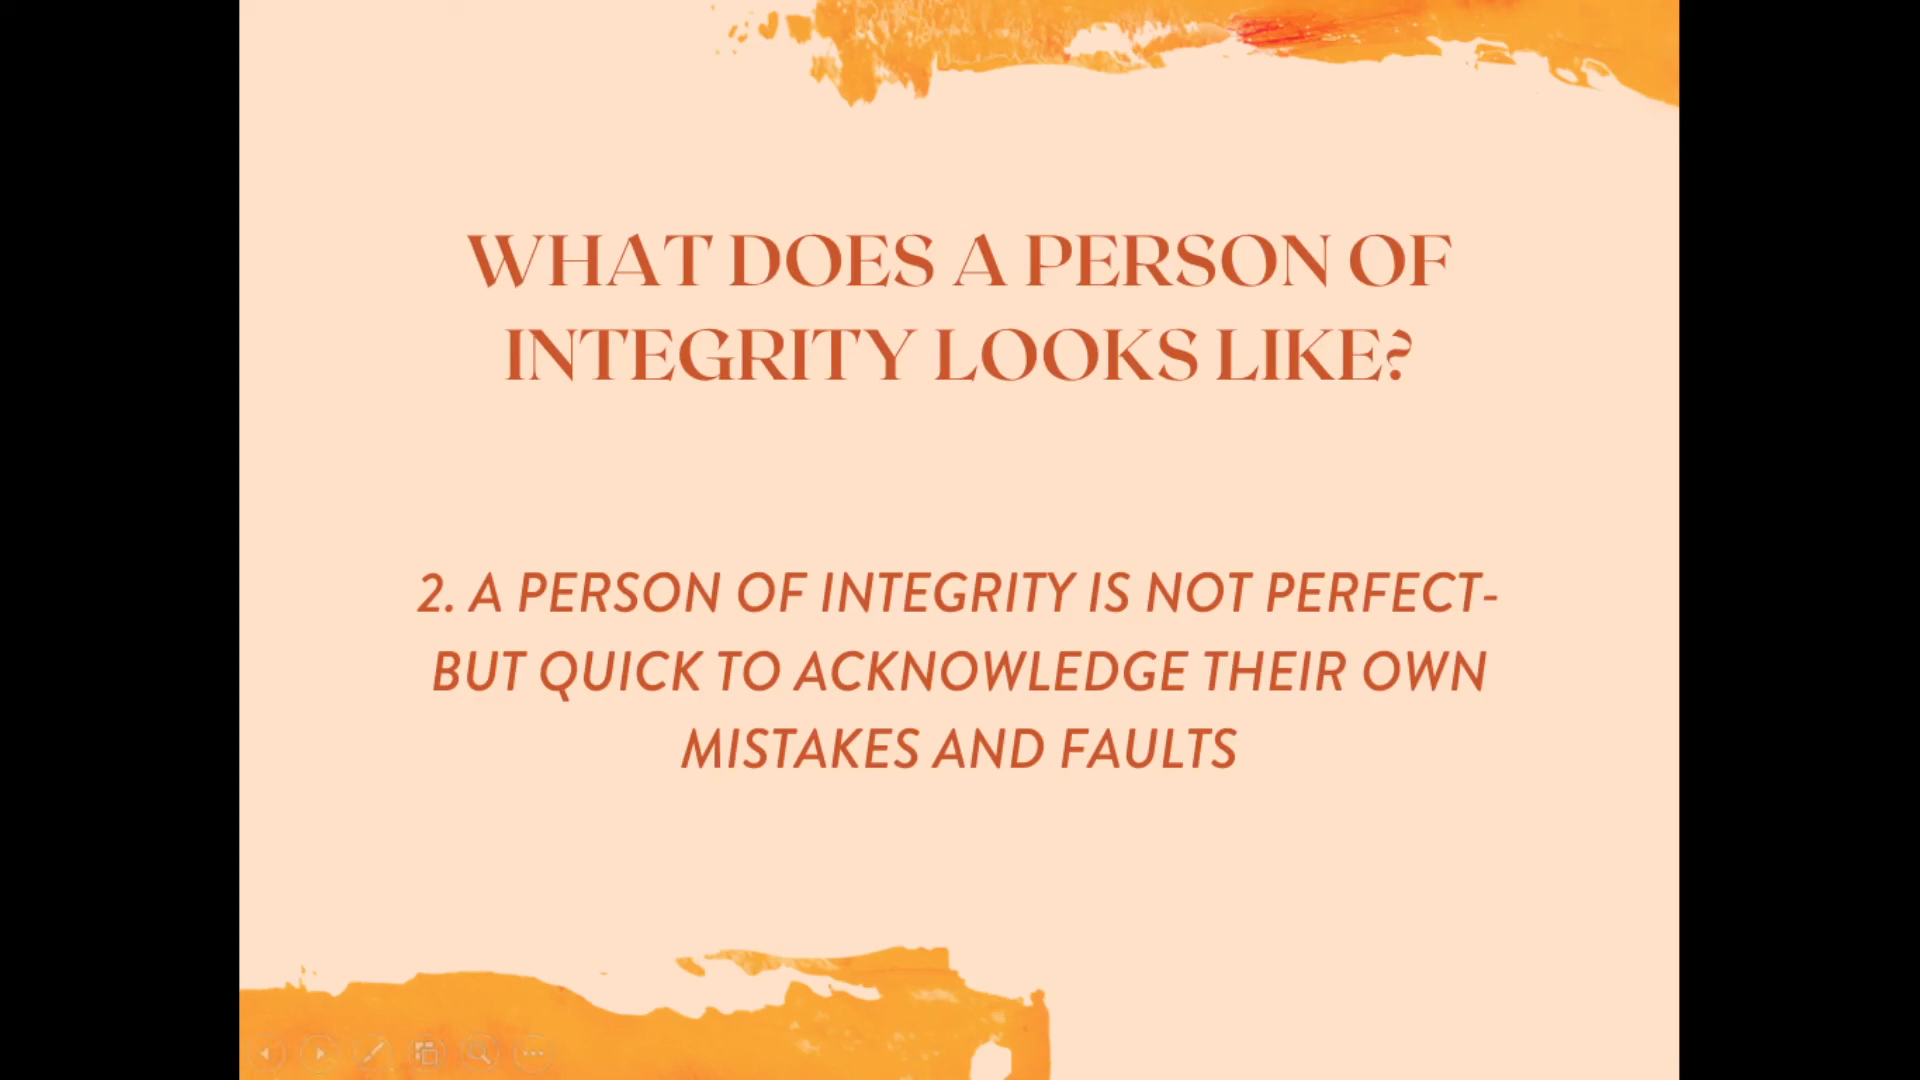 WHAT DOES A PERSON OF
INTEGRITY LOOKS LIKE?
2. A PERSON OF INTEGRITY IS NOT PERFECT-
BUT QUICK TO ACKNOWLEDGE THEIR OWN
MISTAKES AND FAULTS